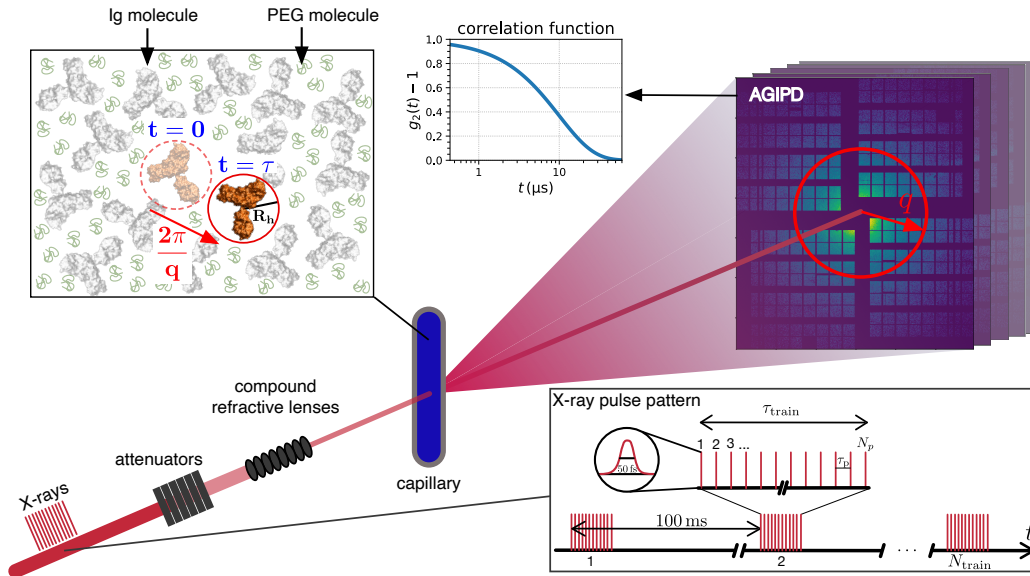 Ig molecule
PEG molecule
t = 0
t = τ
R_h
2π
q
correlation function
g₂(t) − 1
1.0
0.8
0.6
0.4
0.2
0.0
1
10
t (µs)
AGIPD
q
X-rays
attenuators
compound
refractive lenses
capillary
X-ray pulse pattern
τ_train
1 2 3 ...
N_p
τ_p
50 fs
100 ms
1
2
...
N_train
t